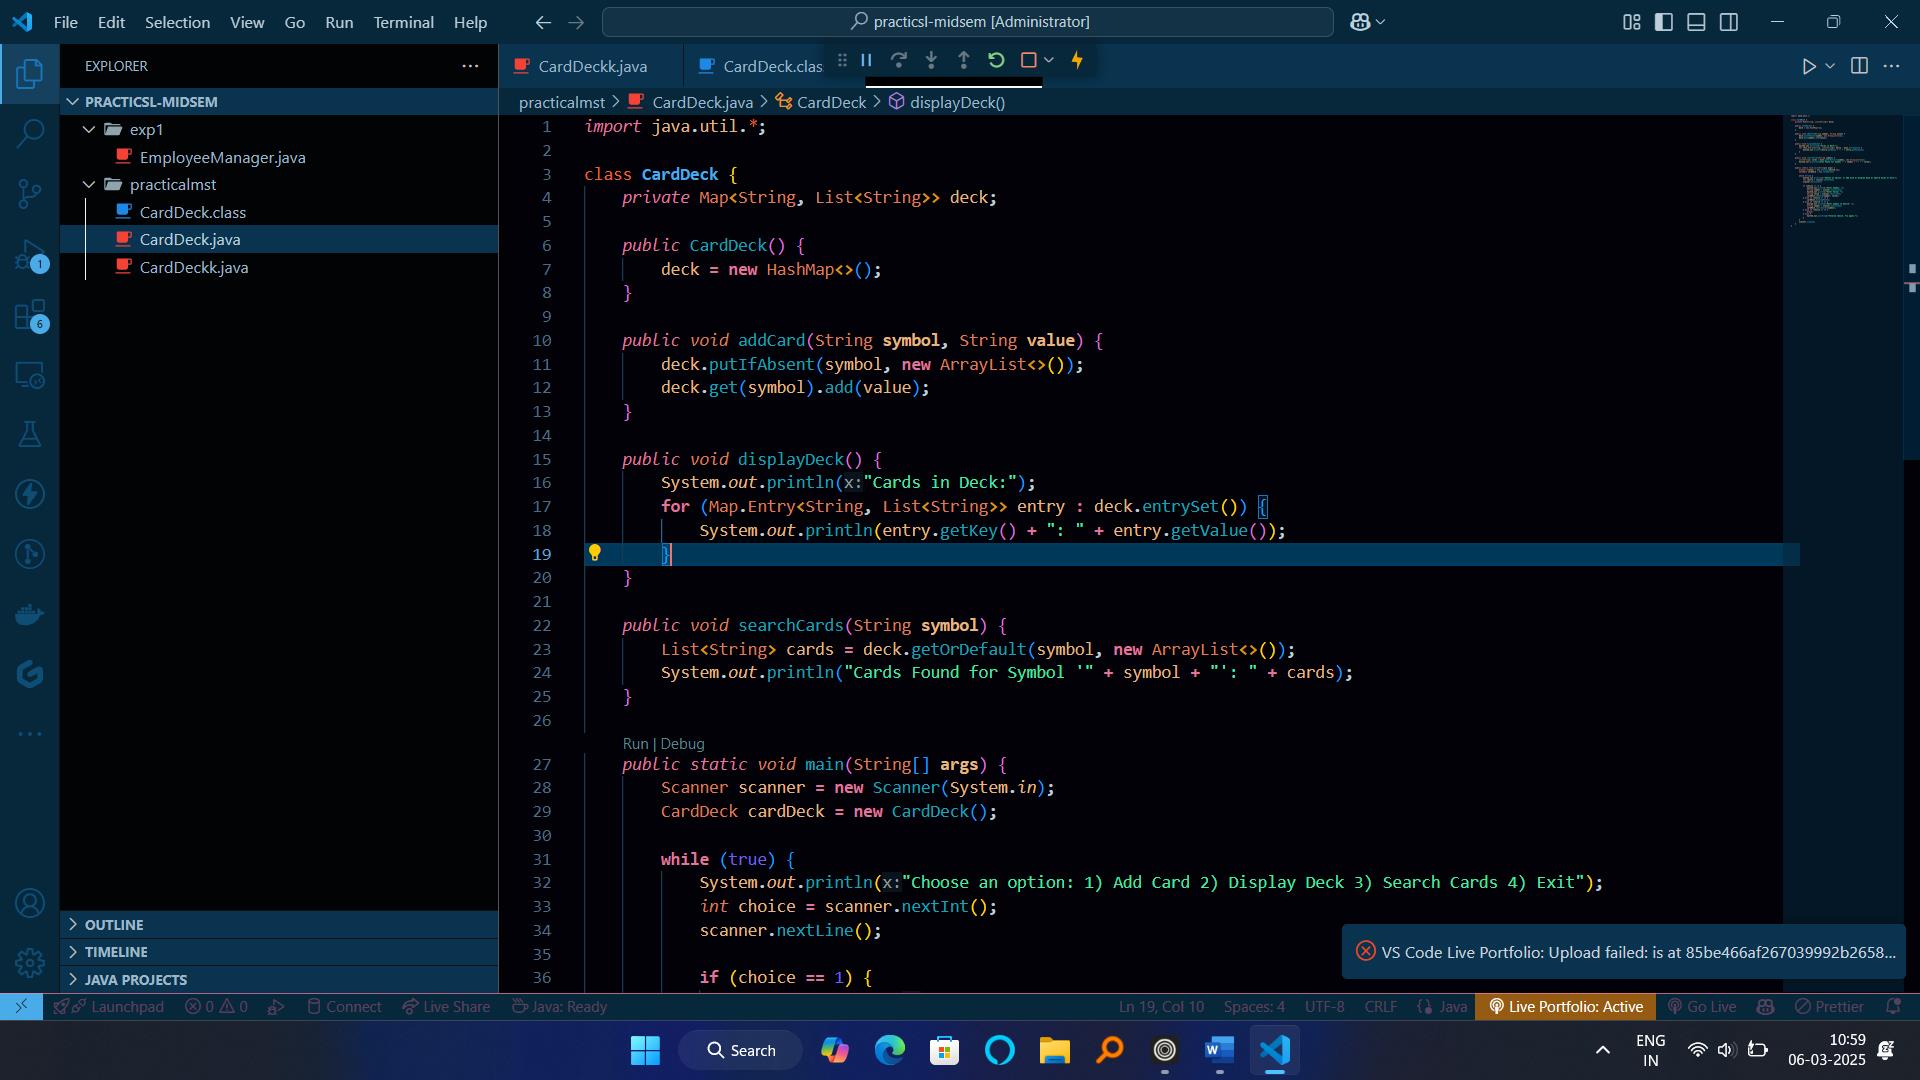 File Edit Selection View Go Run Terminal Help
practicsl-midsem [Administrator]
EXPLORER
PRACTICSL-MIDSEM
exp1
EmployeeManager.java
practicalmst
CardDeck.class
CardDeck.java
CardDeckk.java
1
6
OUTLINE
TIMELINE
JAVA PROJECTS
CardDeckk.java CardDeck.clas
practicalmst > CardDeck.java > CardDeck > displayDeck()
1 import java.util.*;
2
3 class CardDeck {
4 private Map<String, List<String>> deck;
5
6 public CardDeck() {
7 deck = new HashMap<>();
8 }
9
10 public void addCard(String symbol, String value) {
11 deck.putIfAbsent(symbol, new ArrayList<>());
12 deck.get(symbol).add(value);
13 }
14
15 public void displayDeck() {
16 System.out.println(x:"Cards in Deck:");
17 for (Map.Entry<String, List<String>> entry : deck.entrySet()) {
18 System.out.println(entry.getKey() + ": " + entry.getValue());
19 }
20 }
21
22 public void searchCards(String symbol) {
23 List<String> cards = deck.getOrDefault(symbol, new ArrayList<>());
24 System.out.println("Cards Found for Symbol '" + symbol + "': " + cards);
25 }
26
Run | Debug
27 public static void main(String[] args) {
28 Scanner scanner = new Scanner(System.in);
29 CardDeck cardDeck = new CardDeck();
30
31 while (true) {
32 System.out.println(x:"Choose an option: 1) Add Card 2) Display Deck 3) Search Cards 4) Exit");
33 int choice = scanner.nextInt();
34 scanner.nextLine();
35
36 if (choice == 1) {
VS Code Live Portfolio: Upload failed: is at 85be466af267039992b2658...
Launchpad 0 0 Connect Live Share Java: Ready Ln 19, Col 10 Spaces: 4 UTF-8 CRLF {} Java Live Portfolio: Active Go Live Prettier
Search
ENG
IN
10:59
06-03-2025